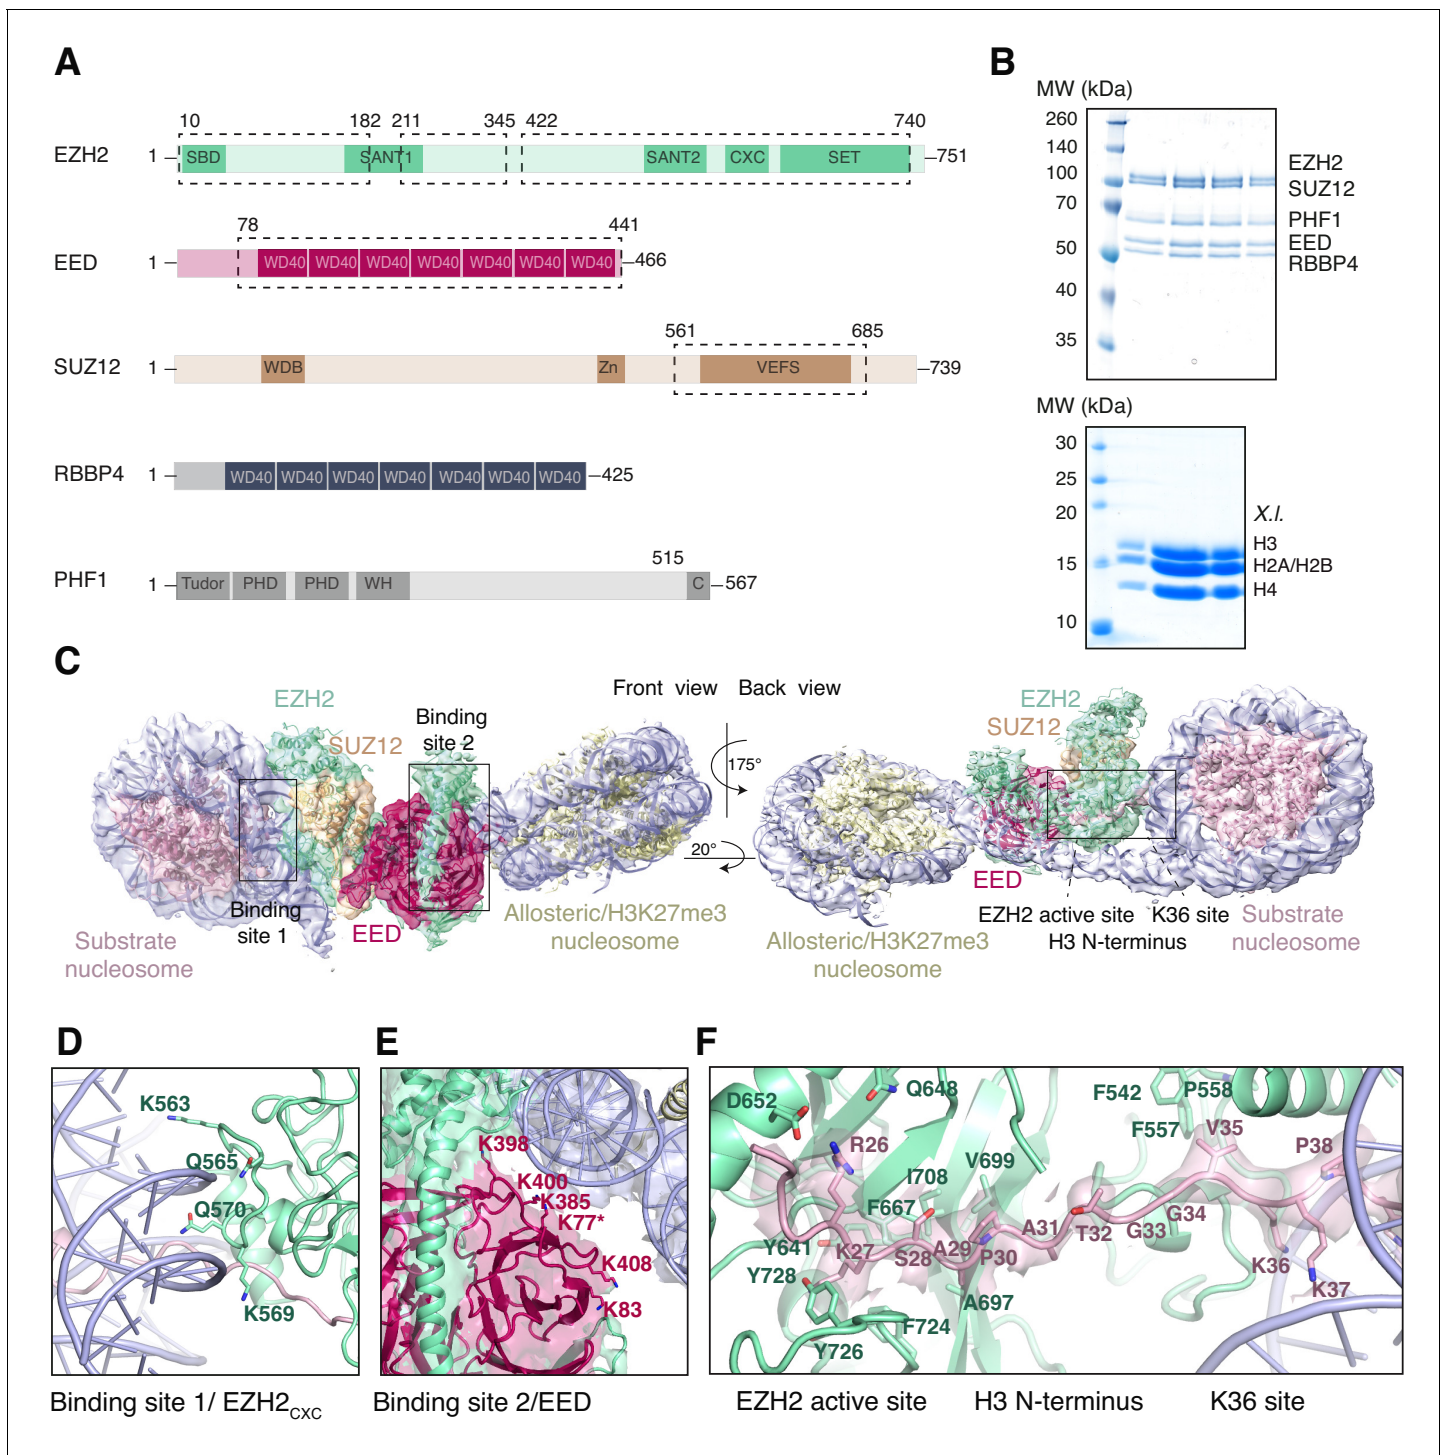 A
10 182 211 345 422 740
EZH2 1 SBD SANT1 SANT2 CXC SET 751
78 441
EED 1 WD40 WD40 WD40 WD40 WD40 WD40 WD40 466
561 685
SUZ12 1 WDB Zn VEFS 739
RBBP4 1 WD40 WD40 WD40 WD40 WD40 WD40 WD40 425
515
PHF1 1 Tudor PHD PHD WH C 567
B
MW (kDa)
260
140
100
70
50
40
35
EZH2
SUZ12
PHF1
EED
RBBP4
MW (kDa)
30
25
20
15
10
X.l.
H3
H2A/H2B
H4
C
Front view Back view
175°
20°
EZH2
SUZ12
Binding
site 2
Binding
site 1
EED
Substrate
nucleosome
Allosteric/H3K27me3
nucleosome
EZH2
SUZ12
EED
EZH2 active site
H3 N-terminus
K36 site
Allosteric/H3K27me3
nucleosome
Substrate
nucleosome
D
K563
Q565
Q570
K569
Binding site 1/ EZH2CXC
E
K398
K400
K385
K77*
K408
K83
Binding site 2/EED
F
D652
Q648
F542
P558
F557
V35
P38
R26
I708
V699
F667
Y641
K27
S28
A29
P30
A31
T32
G33
G34
K36
K37
Y728
A697
F724
Y726
EZH2 active site H3 N-terminus K36 site